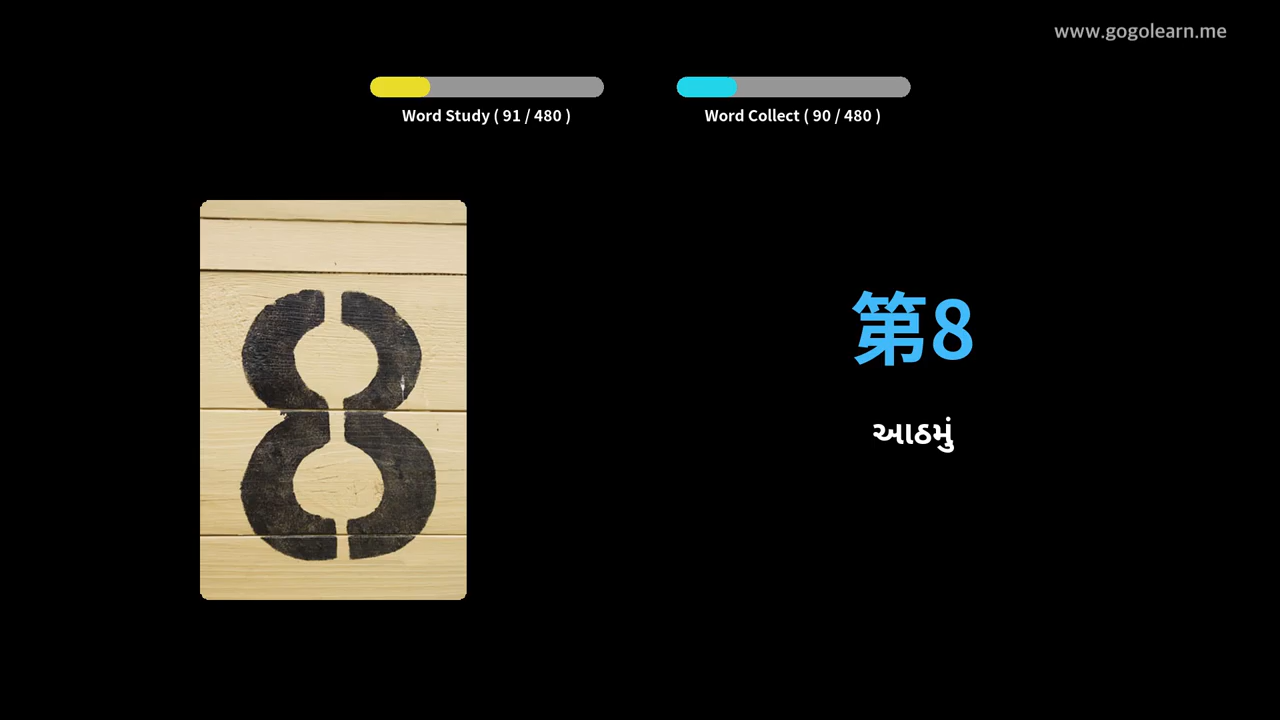 www.gogolearn.me
Word Study ( 91 / 480 )
Word Collect ( 90 / 480 )
8
第8
આઠમું